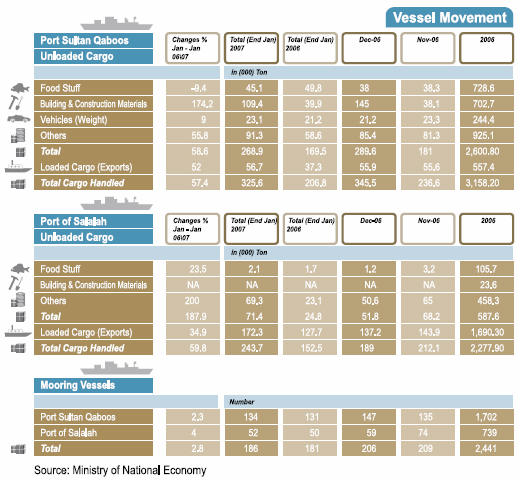 Vessel Movement
Port Sultan Qaboos Changes % Total (End Jan) Total (End Jan) Dec-06 Nov-06 2006
Unloaded Cargo Jan - Jan 2007 2006
06\07
in (000) Ton
Food Stuff -9.4 45.1 49.8 38 38.3 728.6
Building & Construction Materials 174.2 109.4 39.9 145 38.1 702.7
Vehicles (Weight) 9 23.1 21.2 21.2 23.3 244.4
Others 55.8 91.3 58.6 85.4 81.3 925.1
Total 58.6 268.9 169.5 289.6 181 2,600.80
Loaded Cargo (Exports) 52 56.7 37.3 55.9 55.6 557.4
Total Cargo Handled 57.4 325.6 206.8 345.5 236.6 3,158.20
Port of Salalah Changes % Total (End Jan) Total (End Jan) Dec-06 Nov-06 2006
Unloaded Cargo Jan - Jan 2007 2006
06\07
in (000) Ton
Food Stuff 23.5 2.1 1.7 1.2 3.2 105.7
Building & Construction Materials NA NA NA NA NA 23.6
Others 200 69.3 23.1 50.6 65 458.3
Total 187.9 71.4 24.8 51.8 68.2 587.6
Loaded Cargo (Exports) 34.9 172.3 127.7 137.2 143.9 1,690.30
Total Cargo Handled 59.8 243.7 152.5 189 212.1 2,277.90
Mooring Vessels
Number
Port Sultan Qaboos 2.3 134 131 147 135 1,702
Port of Salalah 4 52 50 59 74 739
Total 2.8 186 181 206 209 2,441
Source: Ministry of National Economy